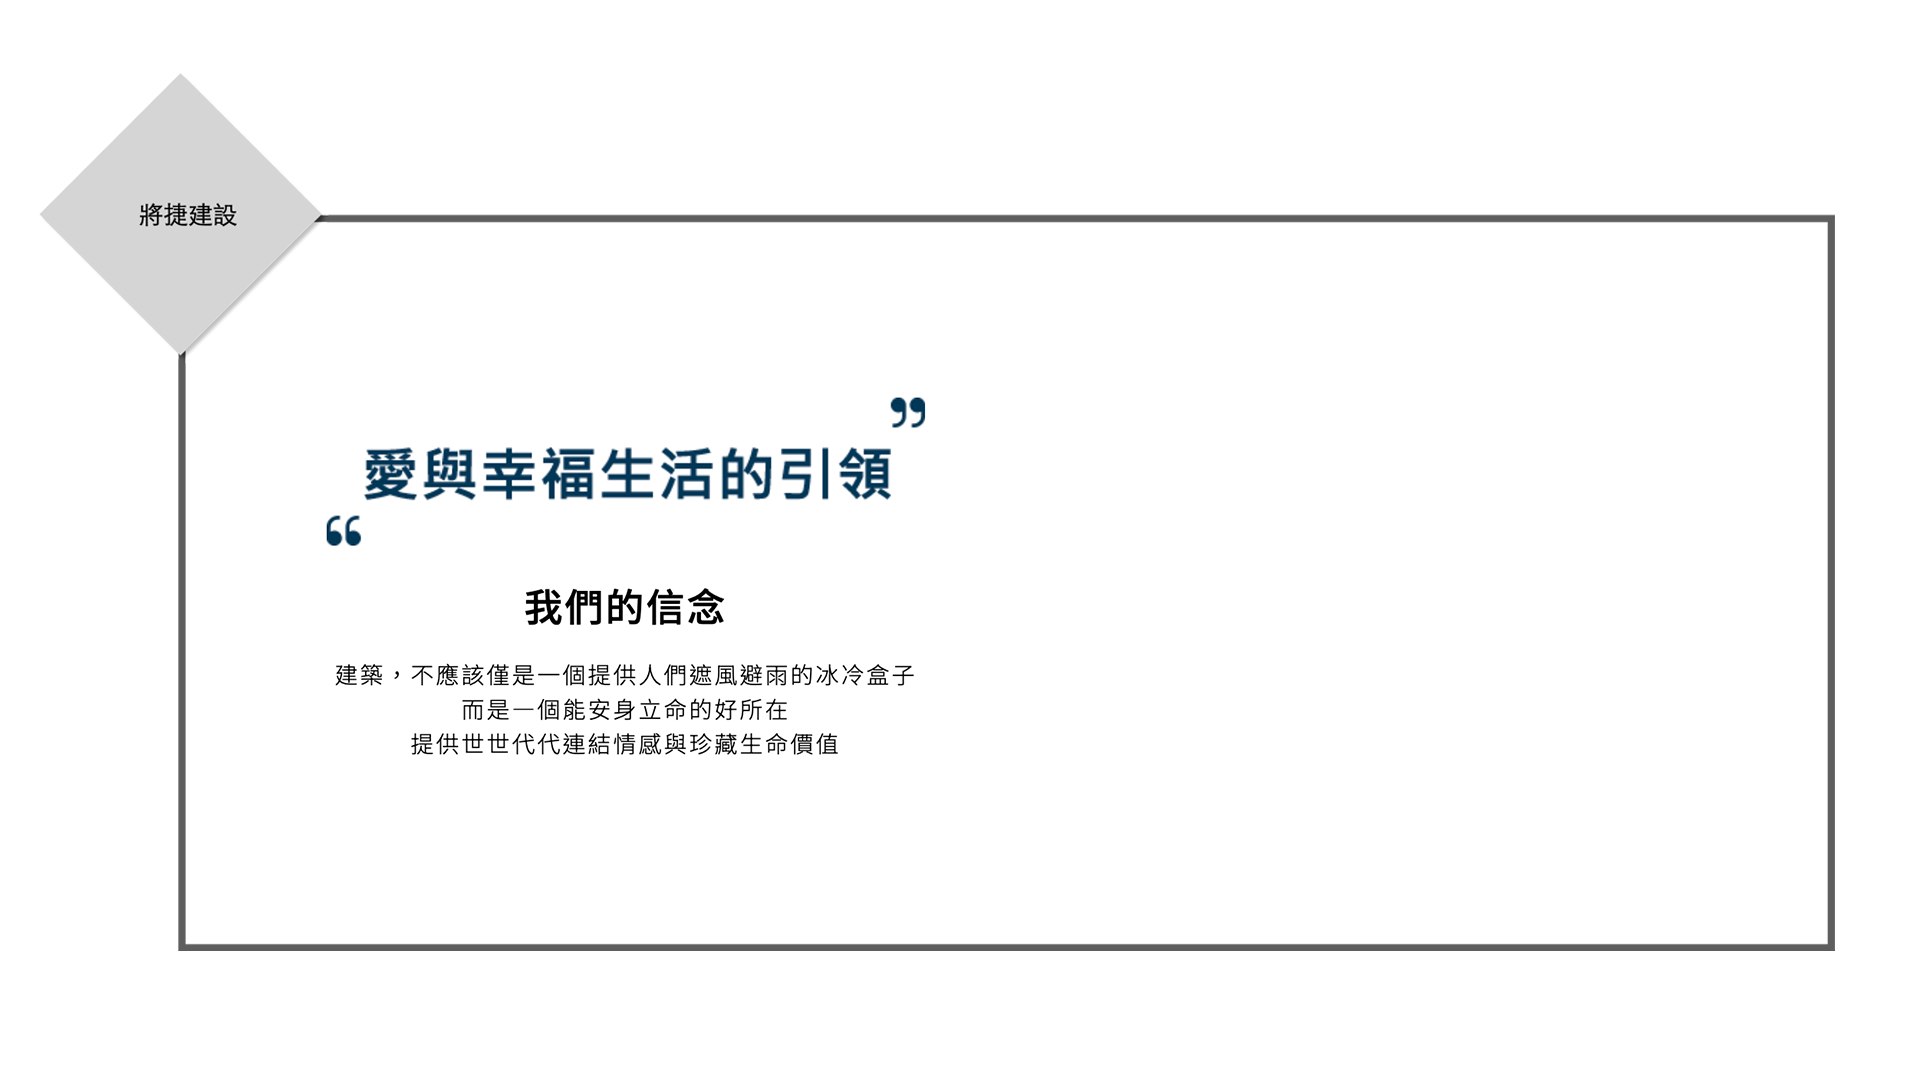 將捷建設
”
愛與幸福生活的引領
“
我們的信念
建築，不應該僅是一個提供人們遮風避雨的冰冷盒子
而是一個能安身立命的好所在
提供世世代代連結情感與珍藏生命價值